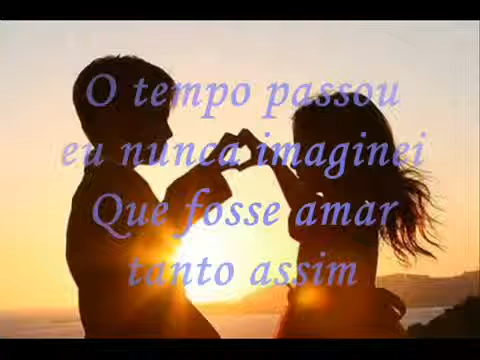 O tempo passou
eu nunca imaginei
Que fosse amar
tanto assim